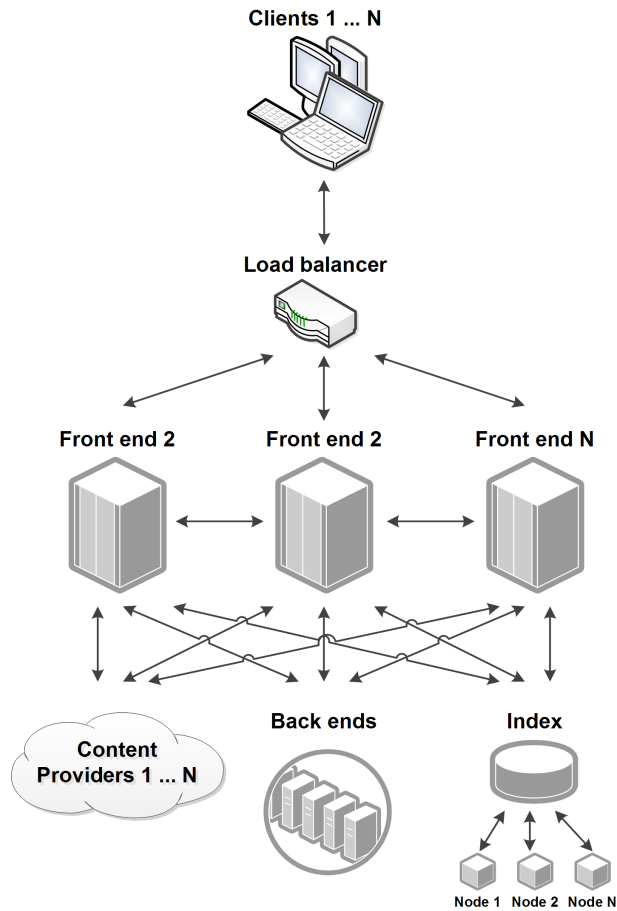 Clients 1 ... N
Load balancer
Front end 2
Front end 2
Front end N
Content
Providers 1 ... N
Back ends
Index
Node 1
Node 2
Node N